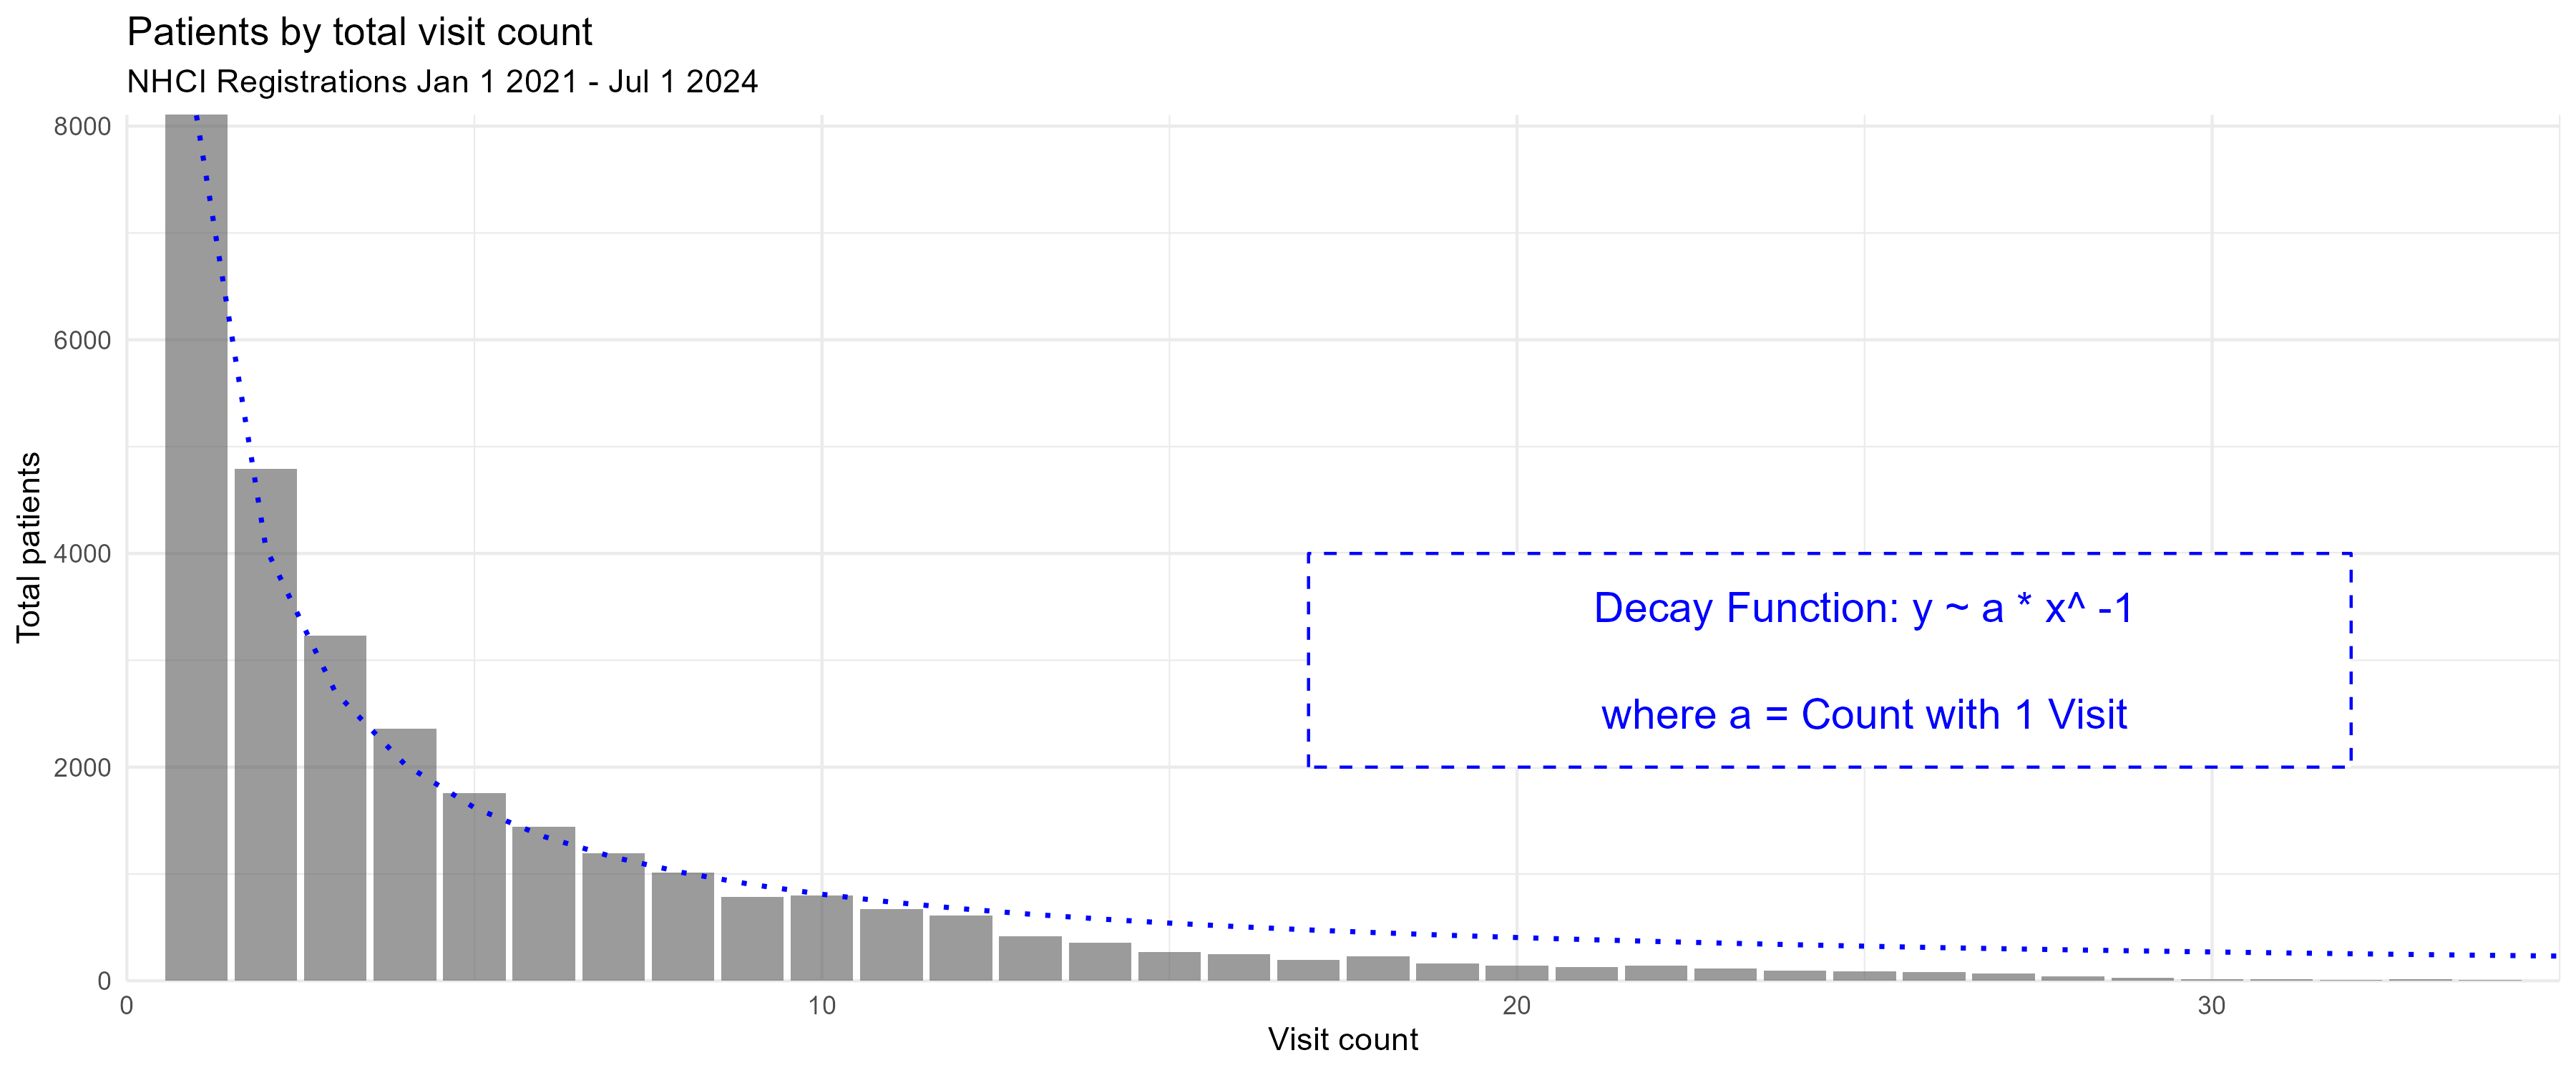 Patients by total visit count
NHCI Registrations Jan 1 2021 - Jul 1 2024
Total patients
8000
6000
4000
2000
0
Decay Function: y ~ a * x^ -1
where a = Count with 1 Visit
0
10
20
30
Visit count